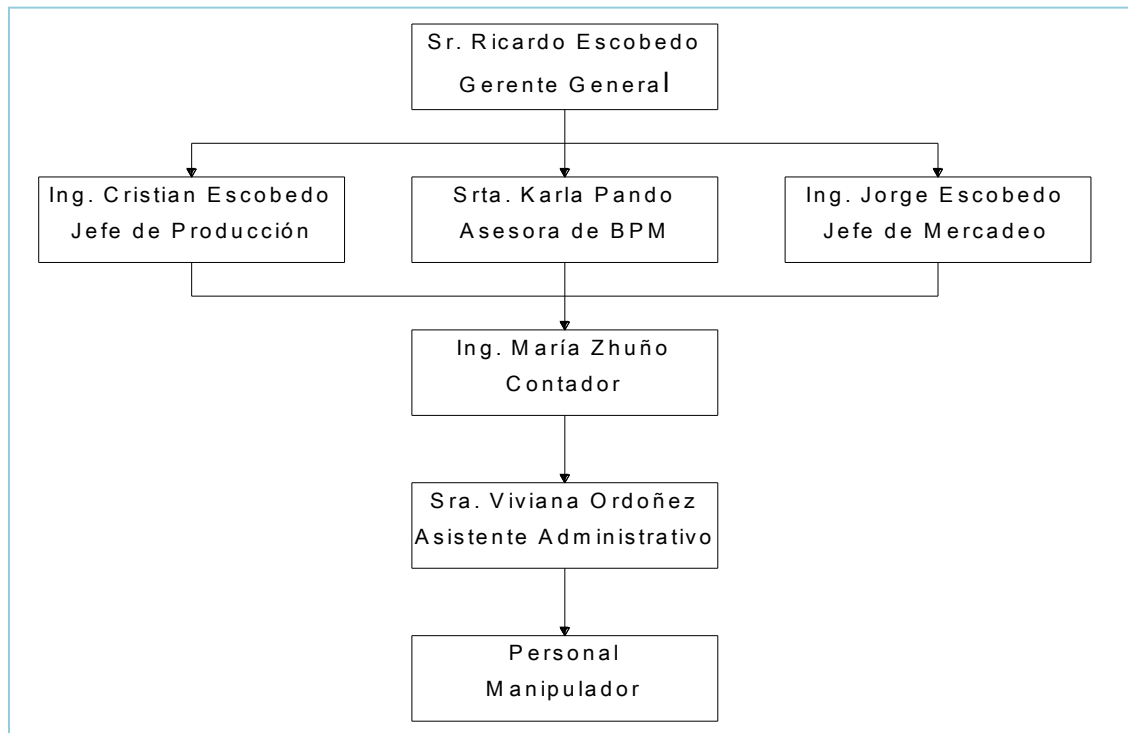 Sr. Ricardo Escobedo
Gerente General
Ing. Cristian Escobedo
Jefe de Producción
Srta. Karla Pando
Asesora de BPM
Ing. Jorge Escobedo
Jefe de Mercadeo
Ing. María Zhuño
Contador
Sra. Viviana Ordoñez
Asistente Administrativo
Personal
Manipulador